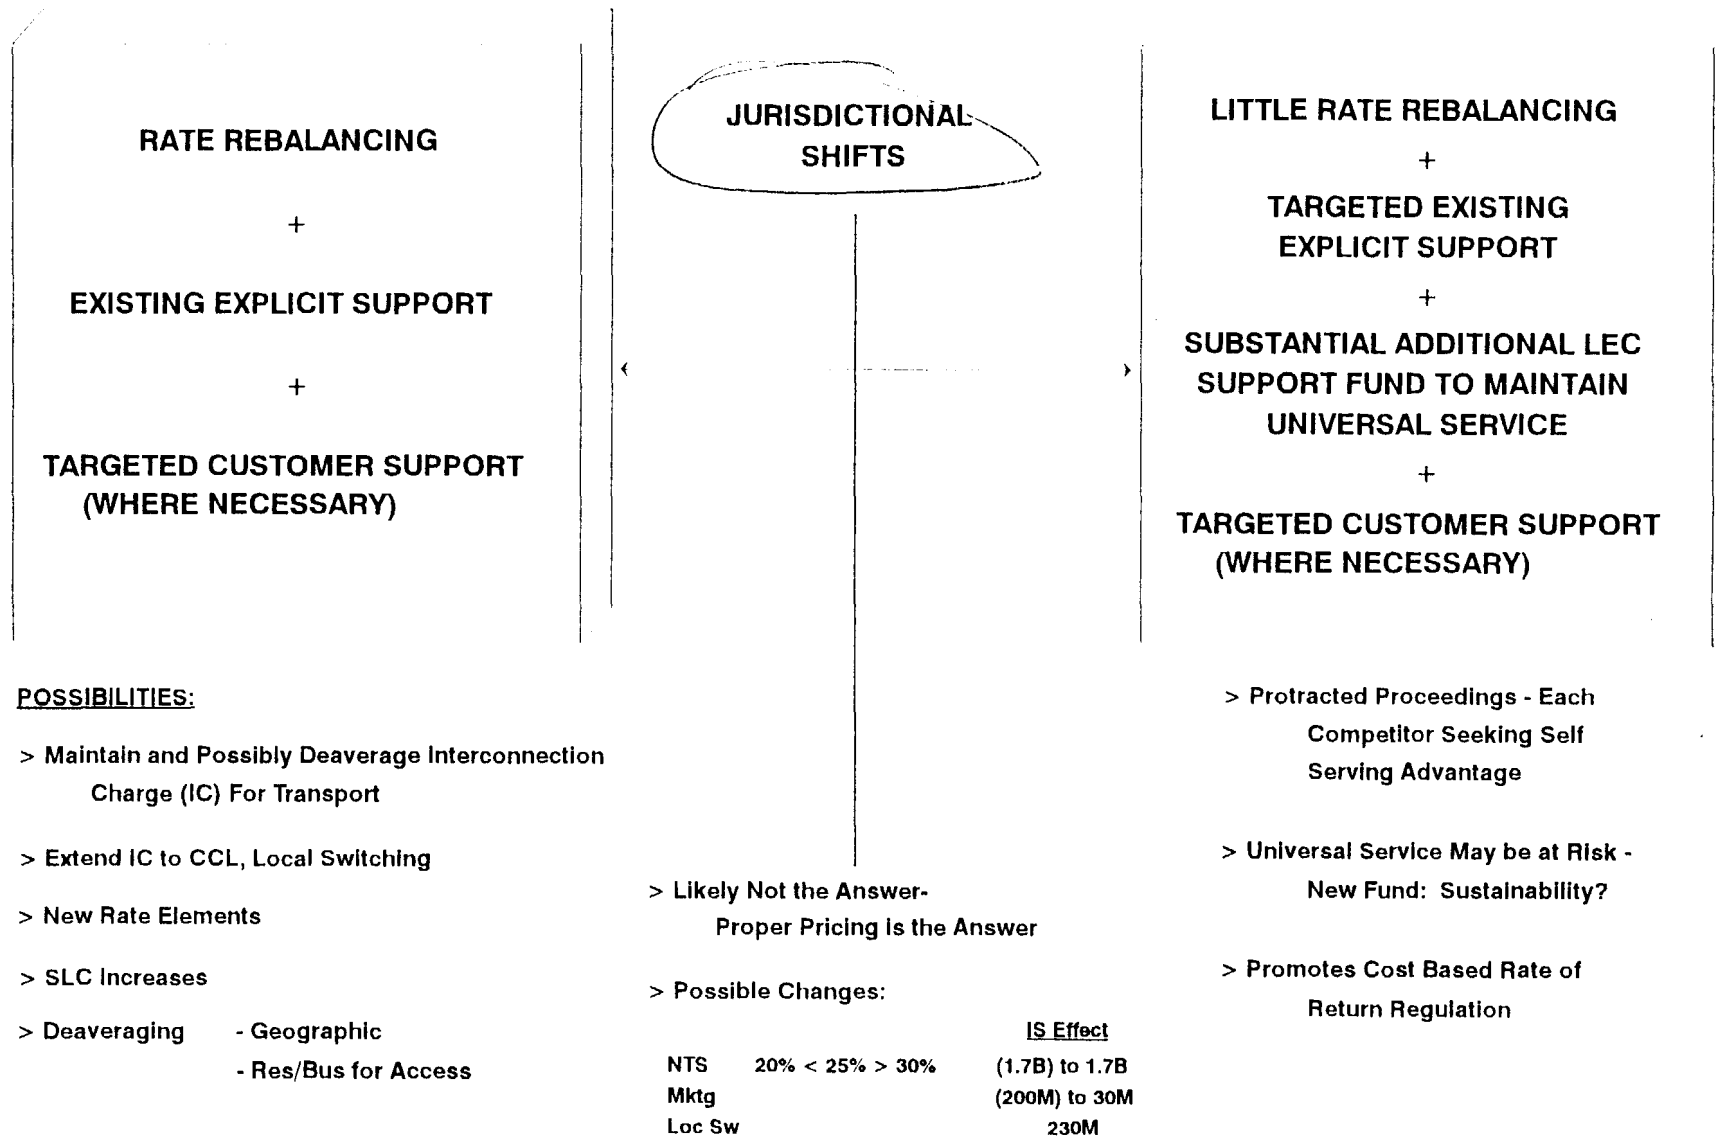 RATE REBALANCING
+
EXISTING EXPLICIT SUPPORT
+
TARGETED CUSTOMER SUPPORT
(WHERE NECESSARY)
POSSIBILITIES:
> Maintain and Possibly Deaverage Interconnection
Charge (IC) For Transport
> Extend IC to CCL, Local Switching
> New Rate Elements
> SLC Increases
> Deaveraging - Geographic
- Res/Bus for Access
JURISDICTIONAL
SHIFTS
> Likely Not the Answer-
Proper Pricing is the Answer
> Possible Changes:
IS Effect
NTS 20% < 25% > 30% (1.7B) to 1.7B
Mktg (200M) to 30M
Loc Sw 230M
LITTLE RATE REBALANCING
+
TARGETED EXISTING
EXPLICIT SUPPORT
+
SUBSTANTIAL ADDITIONAL LEC
SUPPORT FUND TO MAINTAIN
UNIVERSAL SERVICE
+
TARGETED CUSTOMER SUPPORT
(WHERE NECESSARY)
> Protracted Proceedings - Each
Competitor Seeking Self
Serving Advantage
> Universal Service May be at Risk -
New Fund: Sustainability?
> Promotes Cost Based Rate of
Return Regulation